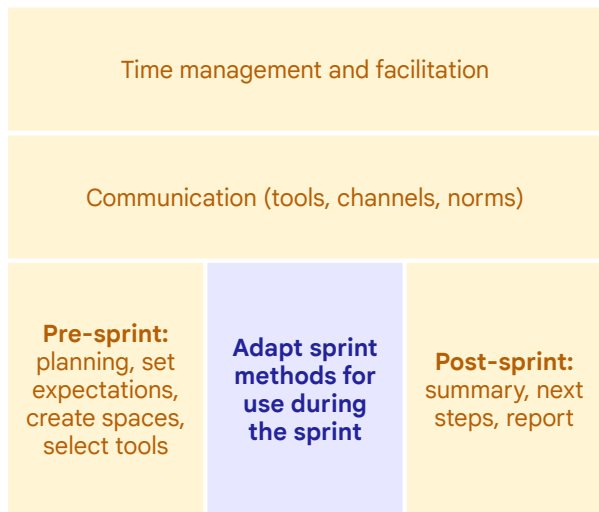 Time management and facilitation
Communication (tools, channels, norms)
Pre-sprint:
planning, set
expectations,
create spaces,
select tools
Adapt sprint
methods for
use during
the sprint
Post-sprint:
summary, next
steps, report